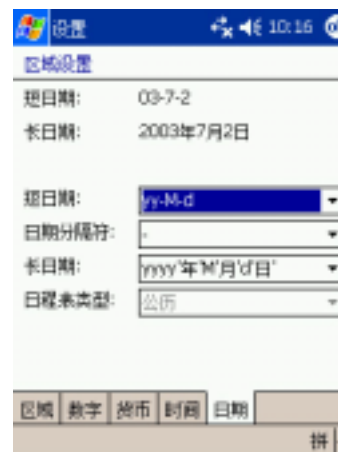 设置 10:16
区域设置
短日期: 03-7-2
长日期: 2003年7月2日
短日期: yy-M-d
日期分隔符: -
长日期: yyyy'年'M'月'd'日'
日程表类型: 公历
区域 数字 货币 时间 日期
拼